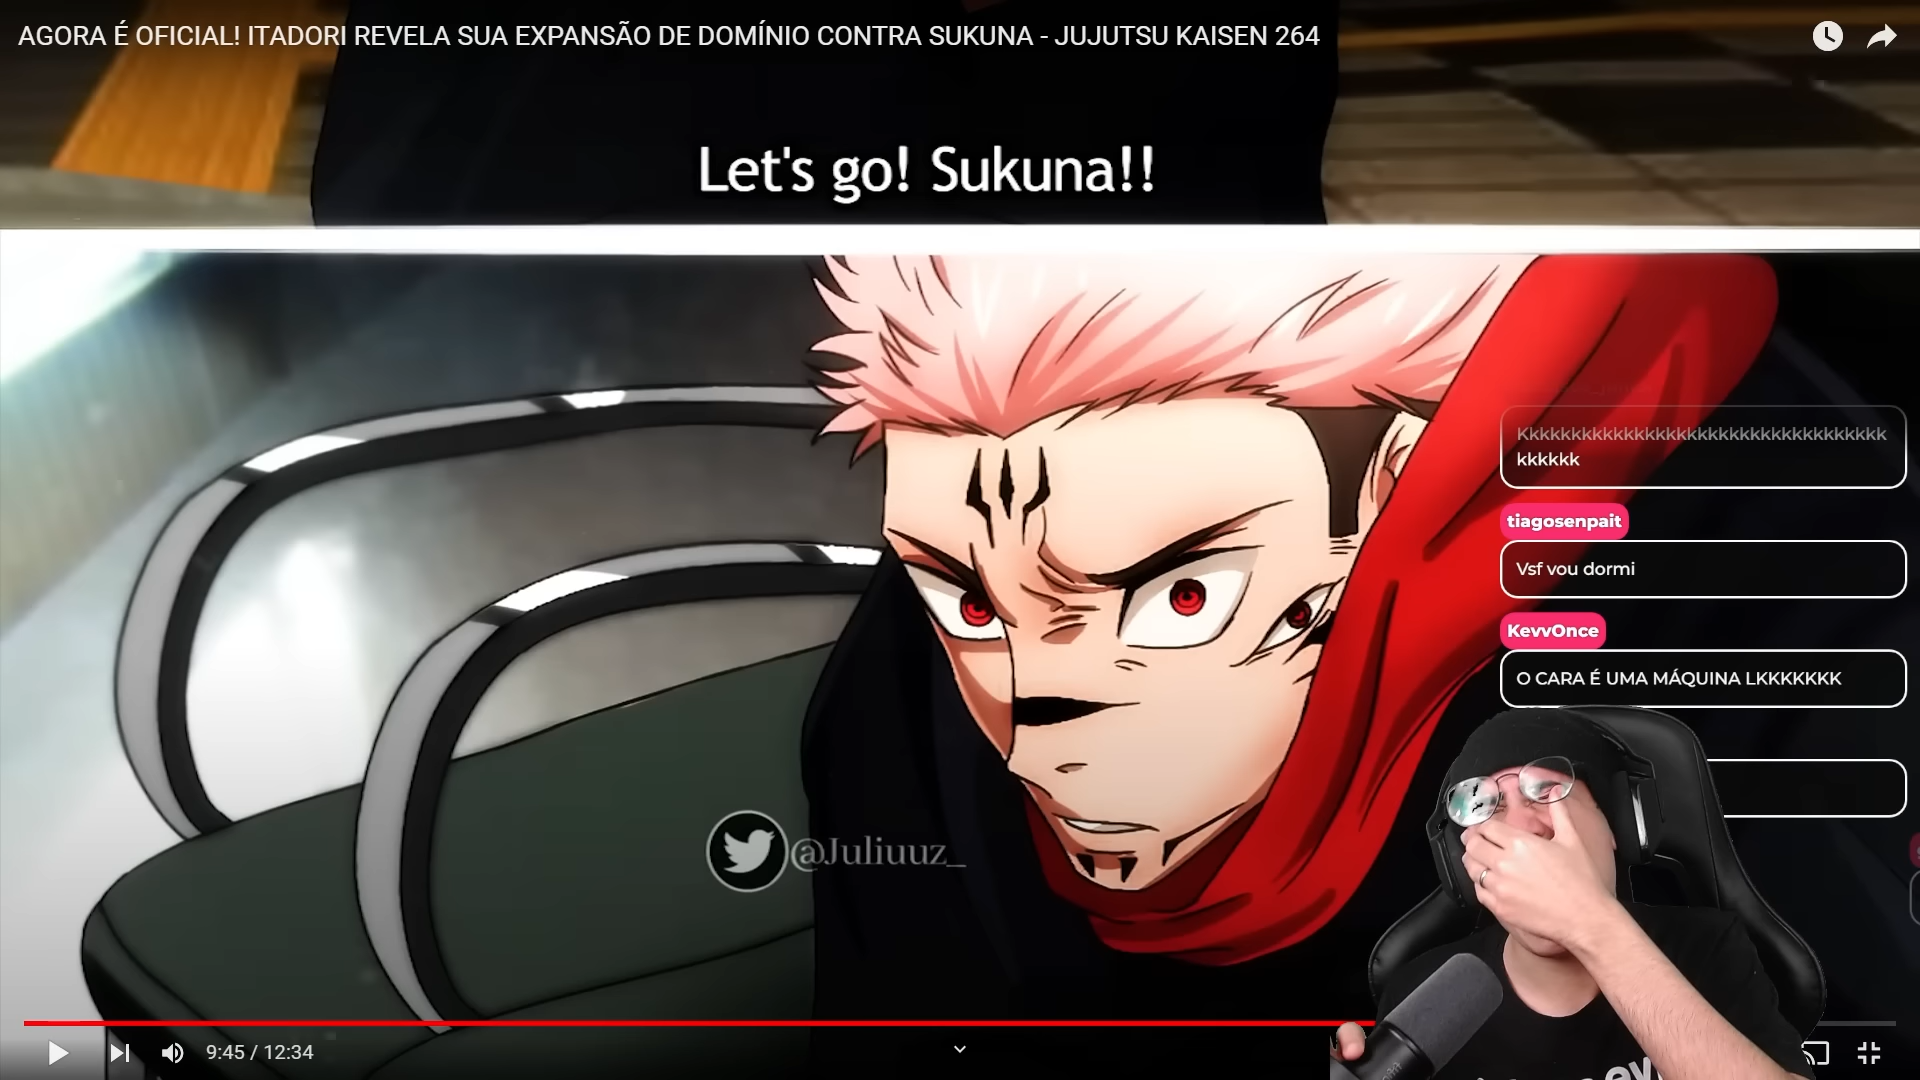 AGORA É OFICIAL! ITADORI REVELA SUA EXPANSÃO DE DOMÍNIO CONTRA SUKUNA - JUJUTSU KAISEN 264
Let's go! Sukuna!!
Kkkkkkkkkkkkkkkkkkkkkkkkkkkkkkkkkkk
kkkkkk
tiagosenpait
Vsf vou dormi
KevvOnce
O CARA É UMA MÁQUINA LKKKKKKK
@Juliuuz_
9:45 / 12:34